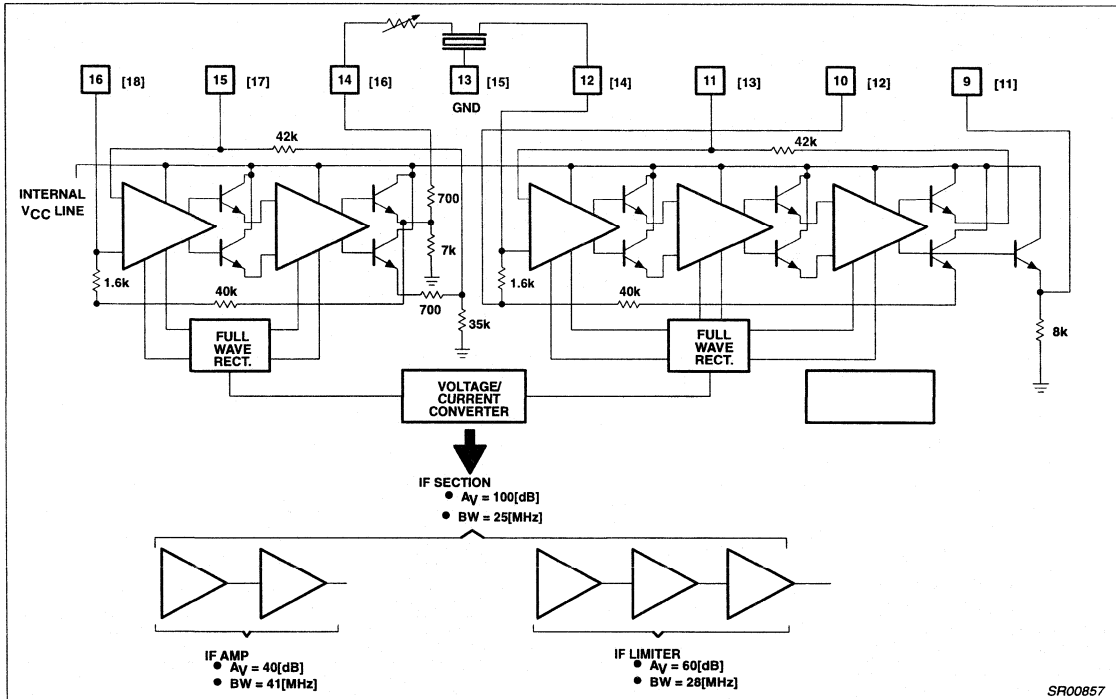 16 [18] 15 [17] 14 [16] 13 [15] 12 [14] 11 [13] 10 [12] 9 [11]
GND
42k 42k
INTERNAL
VCC LINE
700
7k
1.6k 40k 700 35k 1.6k 40k 8k
FULL
WAVE
RECT.
FULL
WAVE
RECT.
VOLTAGE/
CURRENT
CONVERTER
IF SECTION
● AV = 100[dB]
● BW = 25[MHz]
IF AMP
● AV = 40[dB]
● BW = 41[MHz]
IF LIMITER
● AV = 60[dB]
● BW = 28[MHz]
SR00857